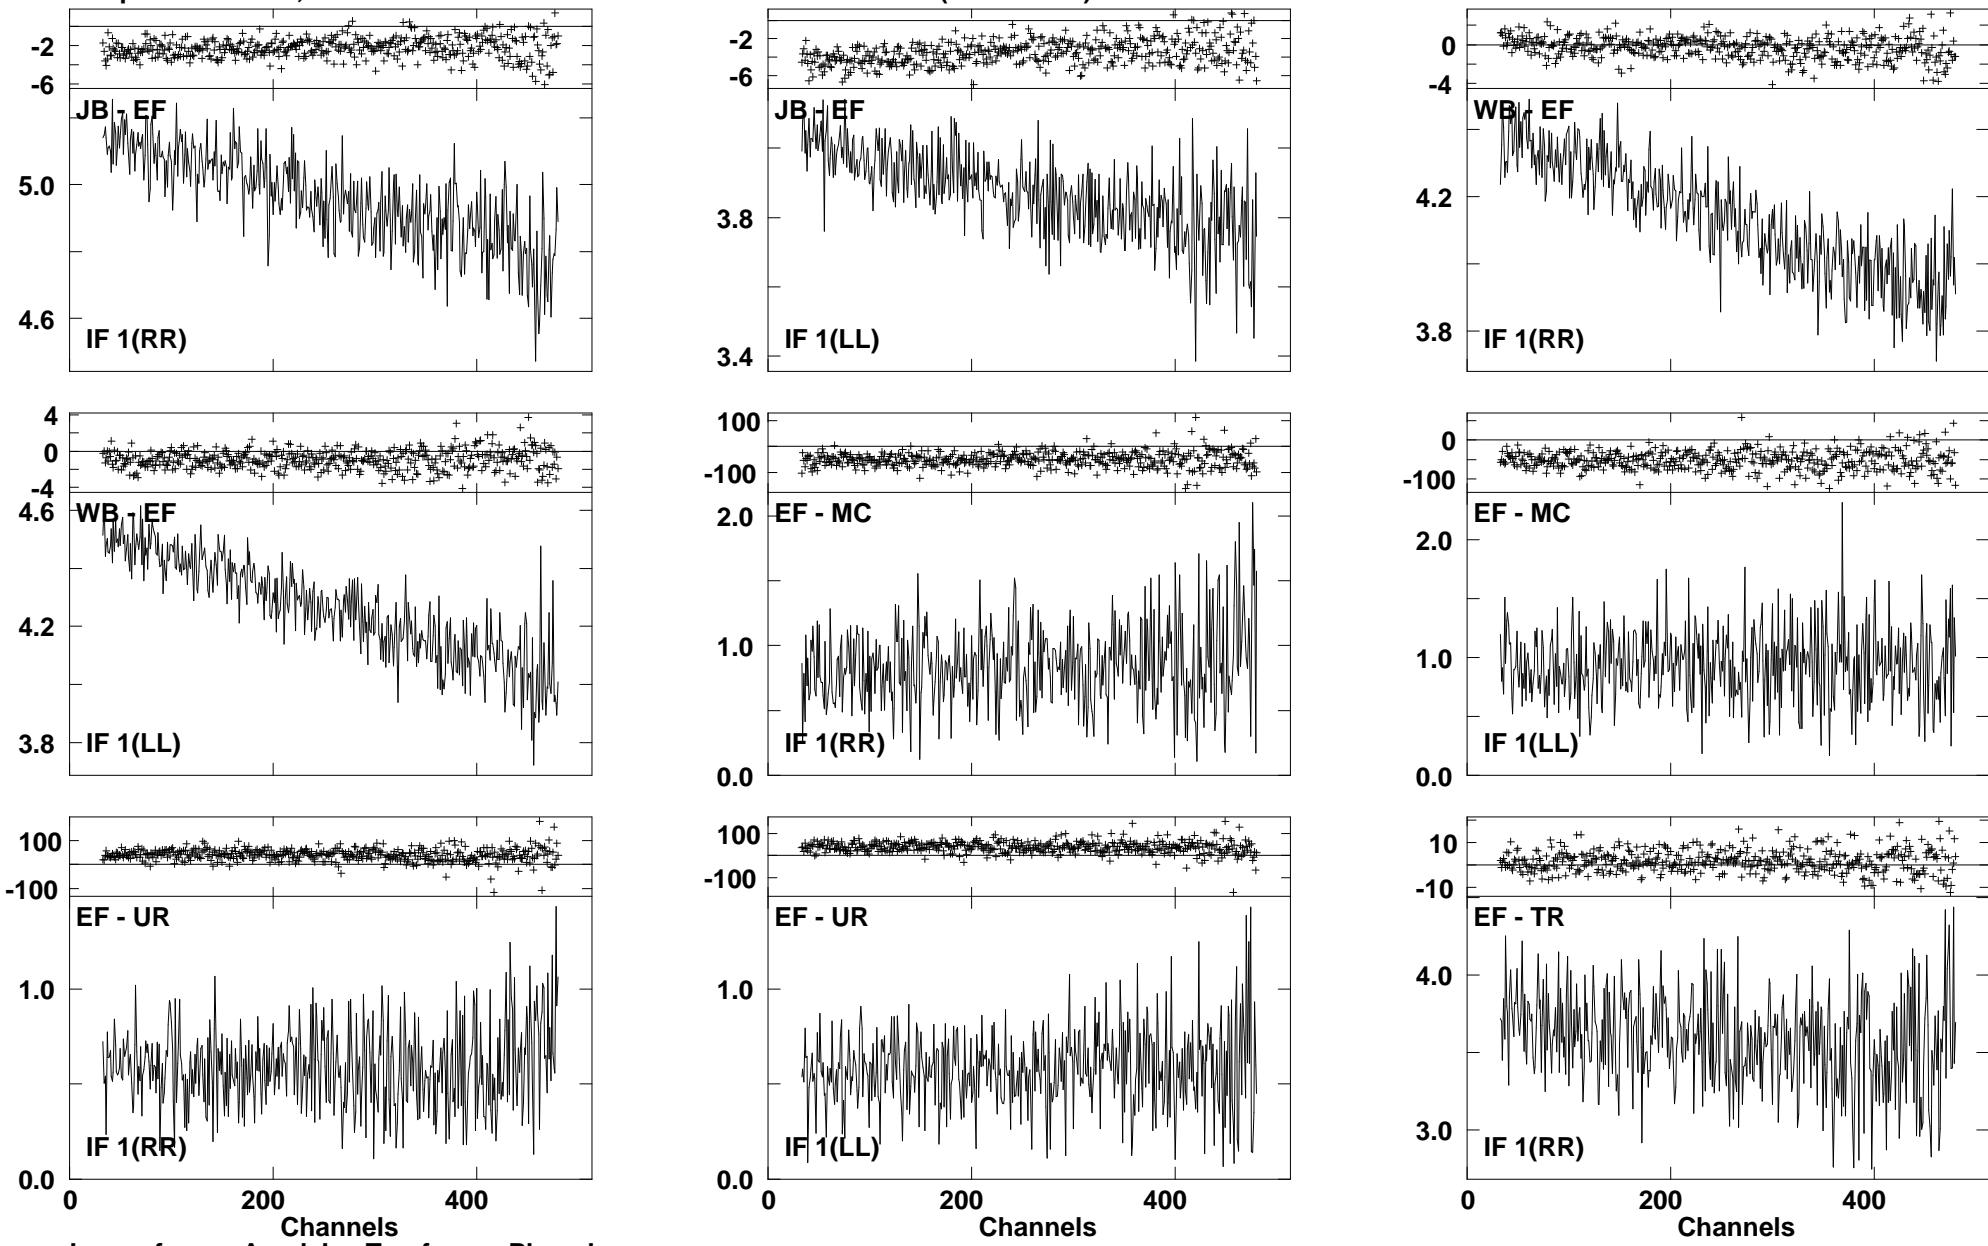 -2
-6
JB - EF
5.0
4.6
IF 1(RR)
-2
-6
JB - EF
3.8
3.4
IF 1(LL)
0
-4
WB - EF
4.2
3.8
IF 1(RR)
4
0
-4
WB - EF
4.6
4.2
3.8
IF 1(LL)
100
-100
EF - MC
2.0
1.0
0.0
IF 1(RR)
0
-100
EF - MC
2.0
1.0
0.0
IF 1(LL)
100
-100
EF - UR
1.0
0.0
IF 1(RR)
0 200 400
Channels
100
-100
EF - UR
1.0
0.0
IF 1(LL)
0 200 400
Channels
10
-10
EF - TR
4.0
3.0
IF 1(RR)
0 200 400
Channels